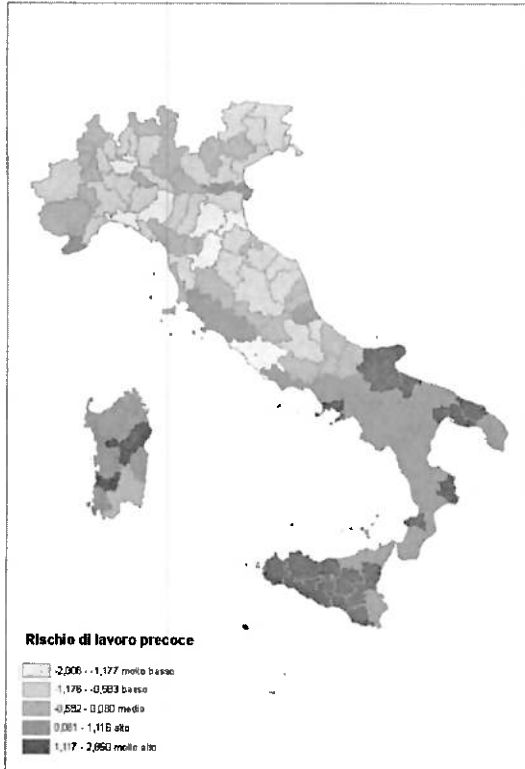 Rischio di lavoro precoce
-2,006 - -1,177 molto basso
-1,176 - -0,583 basso
-0,582 - 0,080 medio
0,081 - 1,116 alto
1,117 - 2,850 molto alto